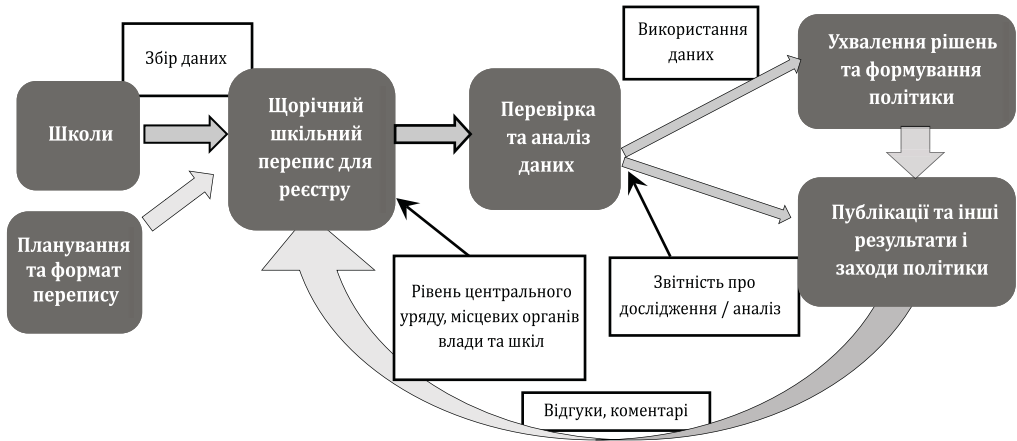 Збір даних
Використання
даних
Ухвалення рішень
та формування
політики
Школи
Щорічний
шкільний
перепис для
реєстру
Перевірка
та аналіз
даних
Планування
та формат
перепису
Публікації та інші
результати і
заходи політики
Рівень центрального
уряду, місцевих органів
влади та шкіл
Звітність про
дослідження / аналіз
Відгуки, коментарі